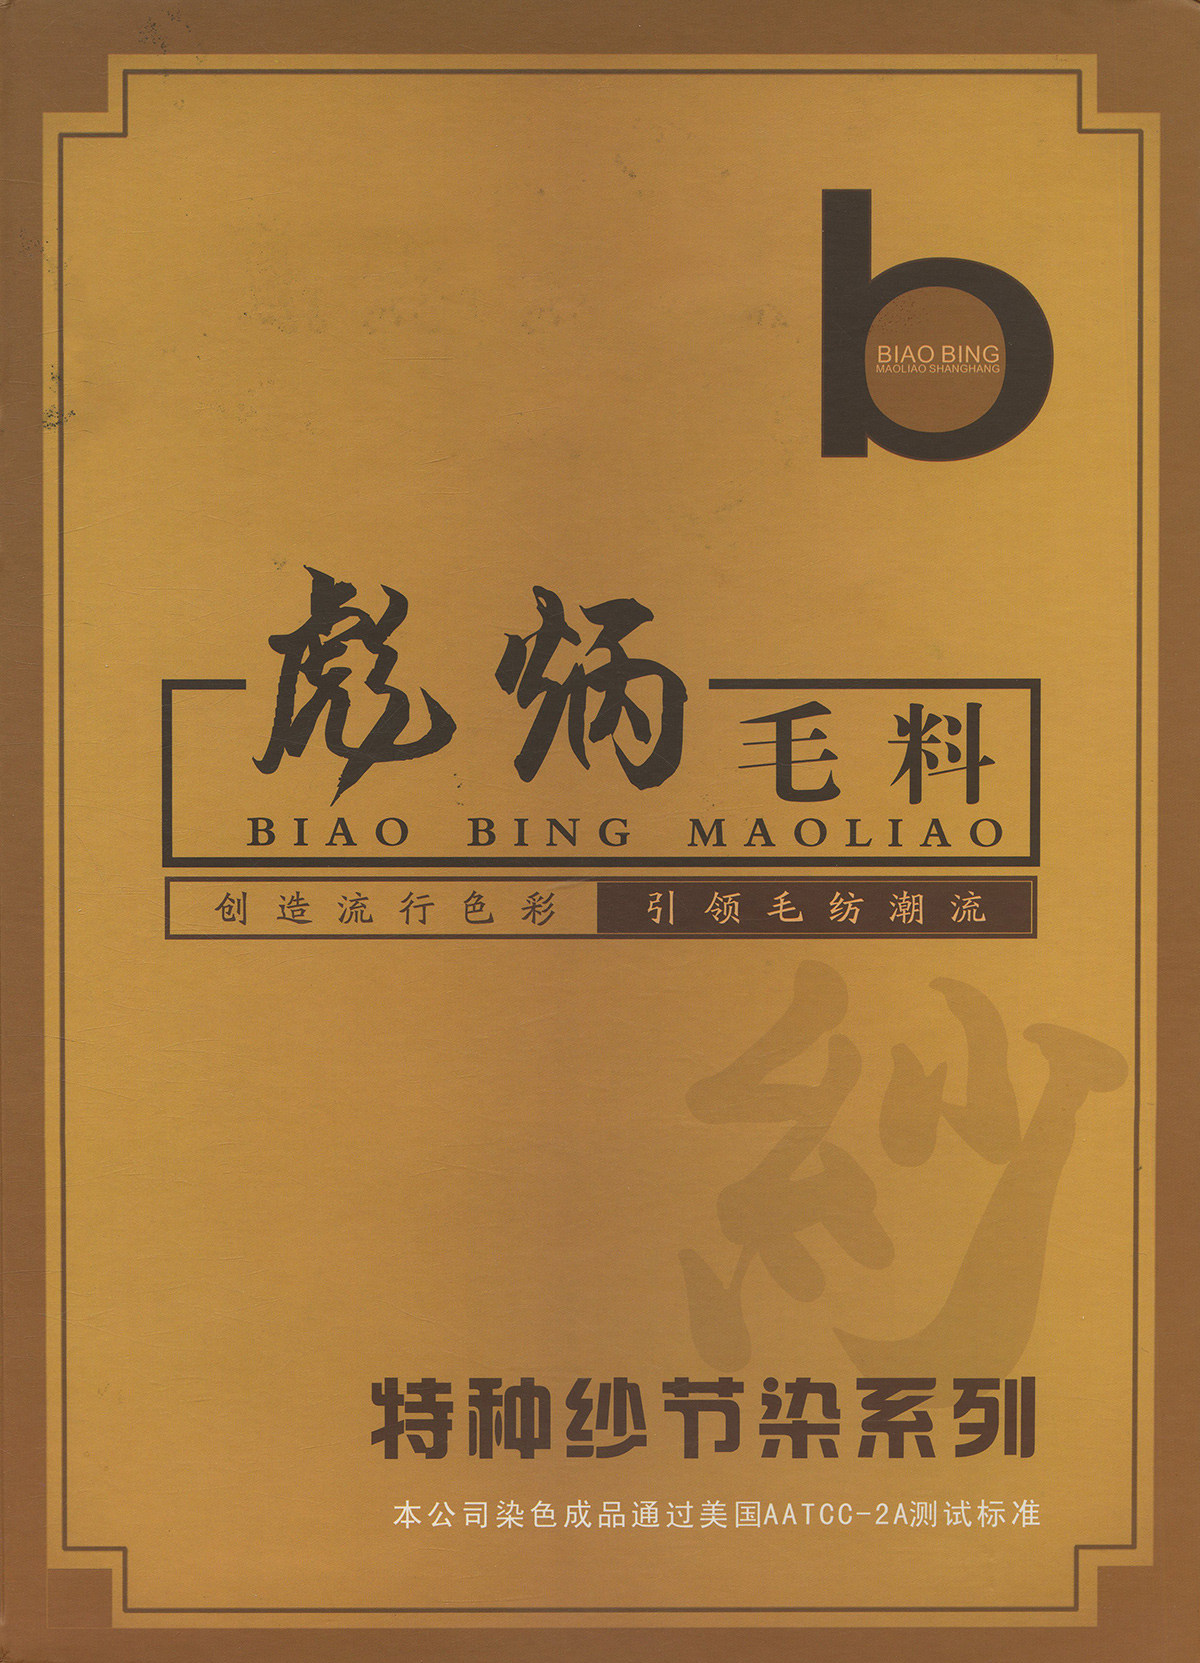 BIAO BING
MAOLIAO SHANGHANG
彪炳毛料
BIAO BING MAOLIAO
创造流行色彩 引领毛纺潮流
纱
特种纱节染系列
本公司染色成品通过美国AATCC-2A测试标准